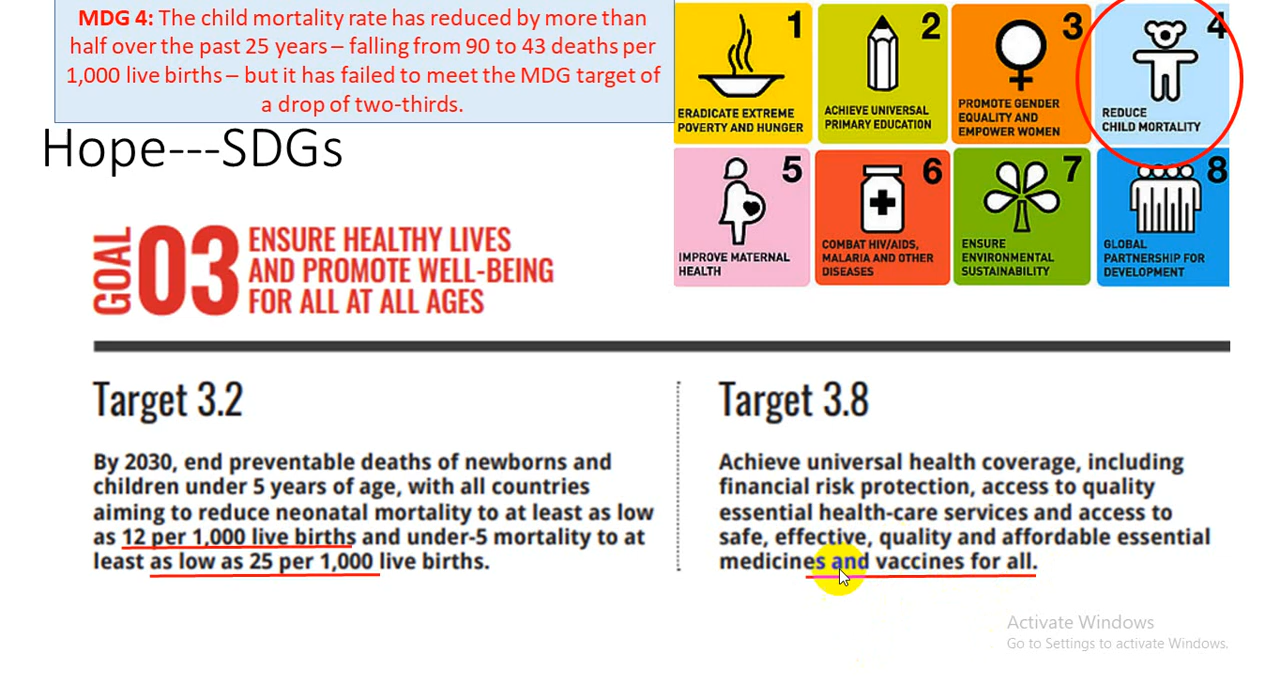 MDG 4: The child mortality rate has reduced by more than
half over the past 25 years – falling from 90 to 43 deaths per
1,000 live births – but it has failed to meet the MDG target of
a drop of two-thirds.
1
ERADICATE EXTREME
POVERTY AND HUNGER
2
ACHIEVE UNIVERSAL
PRIMARY EDUCATION
3
PROMOTE GENDER
EQUALITY AND
EMPOWER WOMEN
4
REDUCE
CHILD MORTALITY
5
IMPROVE MATERNAL
HEALTH
6
COMBAT HIV/AIDS,
MALARIA AND OTHER
DISEASES
7
ENSURE
ENVIRONMENTAL
SUSTAINABILITY
8
GLOBAL
PARTNERSHIP FOR
DEVELOPMENT
Hope---SDGs
GOAL 03
ENSURE HEALTHY LIVES
AND PROMOTE WELL-BEING
FOR ALL AT ALL AGES
Target 3.2
By 2030, end preventable deaths of newborns and
children under 5 years of age, with all countries
aiming to reduce neonatal mortality to at least as low
as 12 per 1,000 live births and under-5 mortality to at
least as low as 25 per 1,000 live births.
Target 3.8
Achieve universal health coverage, including
financial risk protection, access to quality
essential health-care services and access to
safe, effective, quality and affordable essential
medicines and vaccines for all.
Activate Windows
Go to Settings to activate Windows.